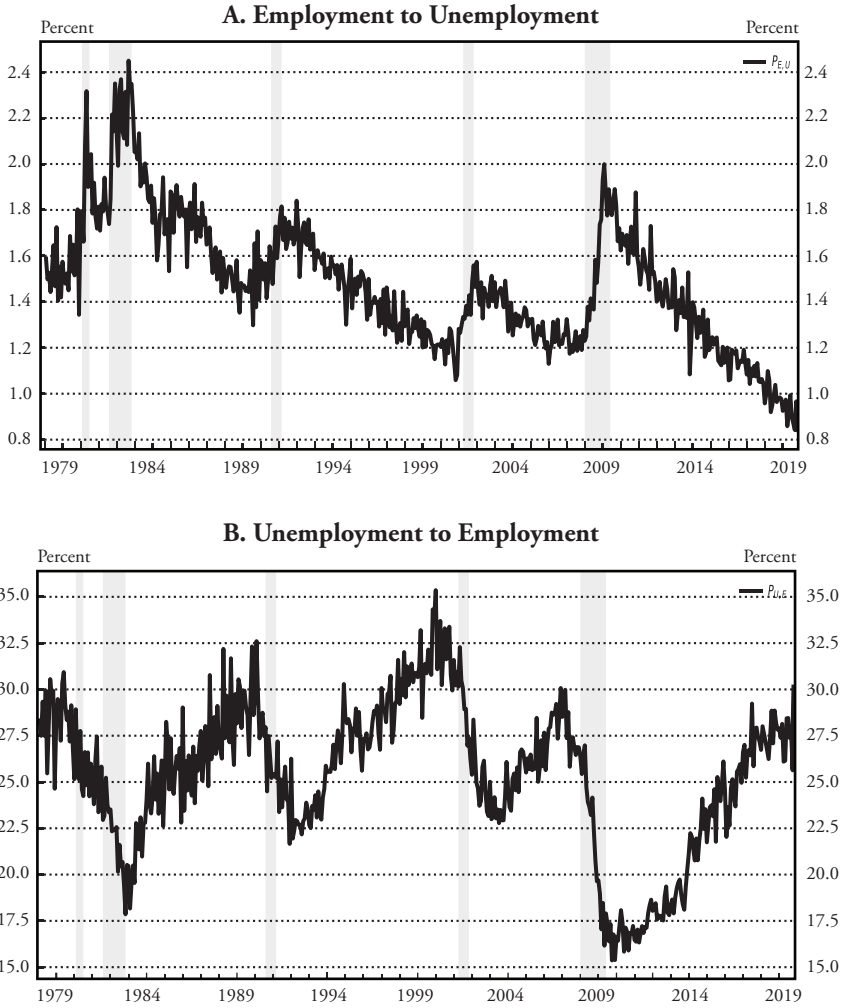 A. Employment to Unemployment
Percent Percent
P_E,U
2.4 2.4
2.2 2.2
2.0 2.0
1.8 1.8
1.6 1.6
1.4 1.4
1.2 1.2
1.0 1.0
0.8 0.8
1979 1984 1989 1994 1999 2004 2009 2014 2019
B. Unemployment to Employment
Percent Percent
P_U,E
35.0 35.0
32.5 32.5
30.0 30.0
27.5 27.5
25.0 25.0
22.5 22.5
20.0 20.0
17.5 17.5
15.0 15.0
1979 1984 1989 1994 1999 2004 2009 2014 2019